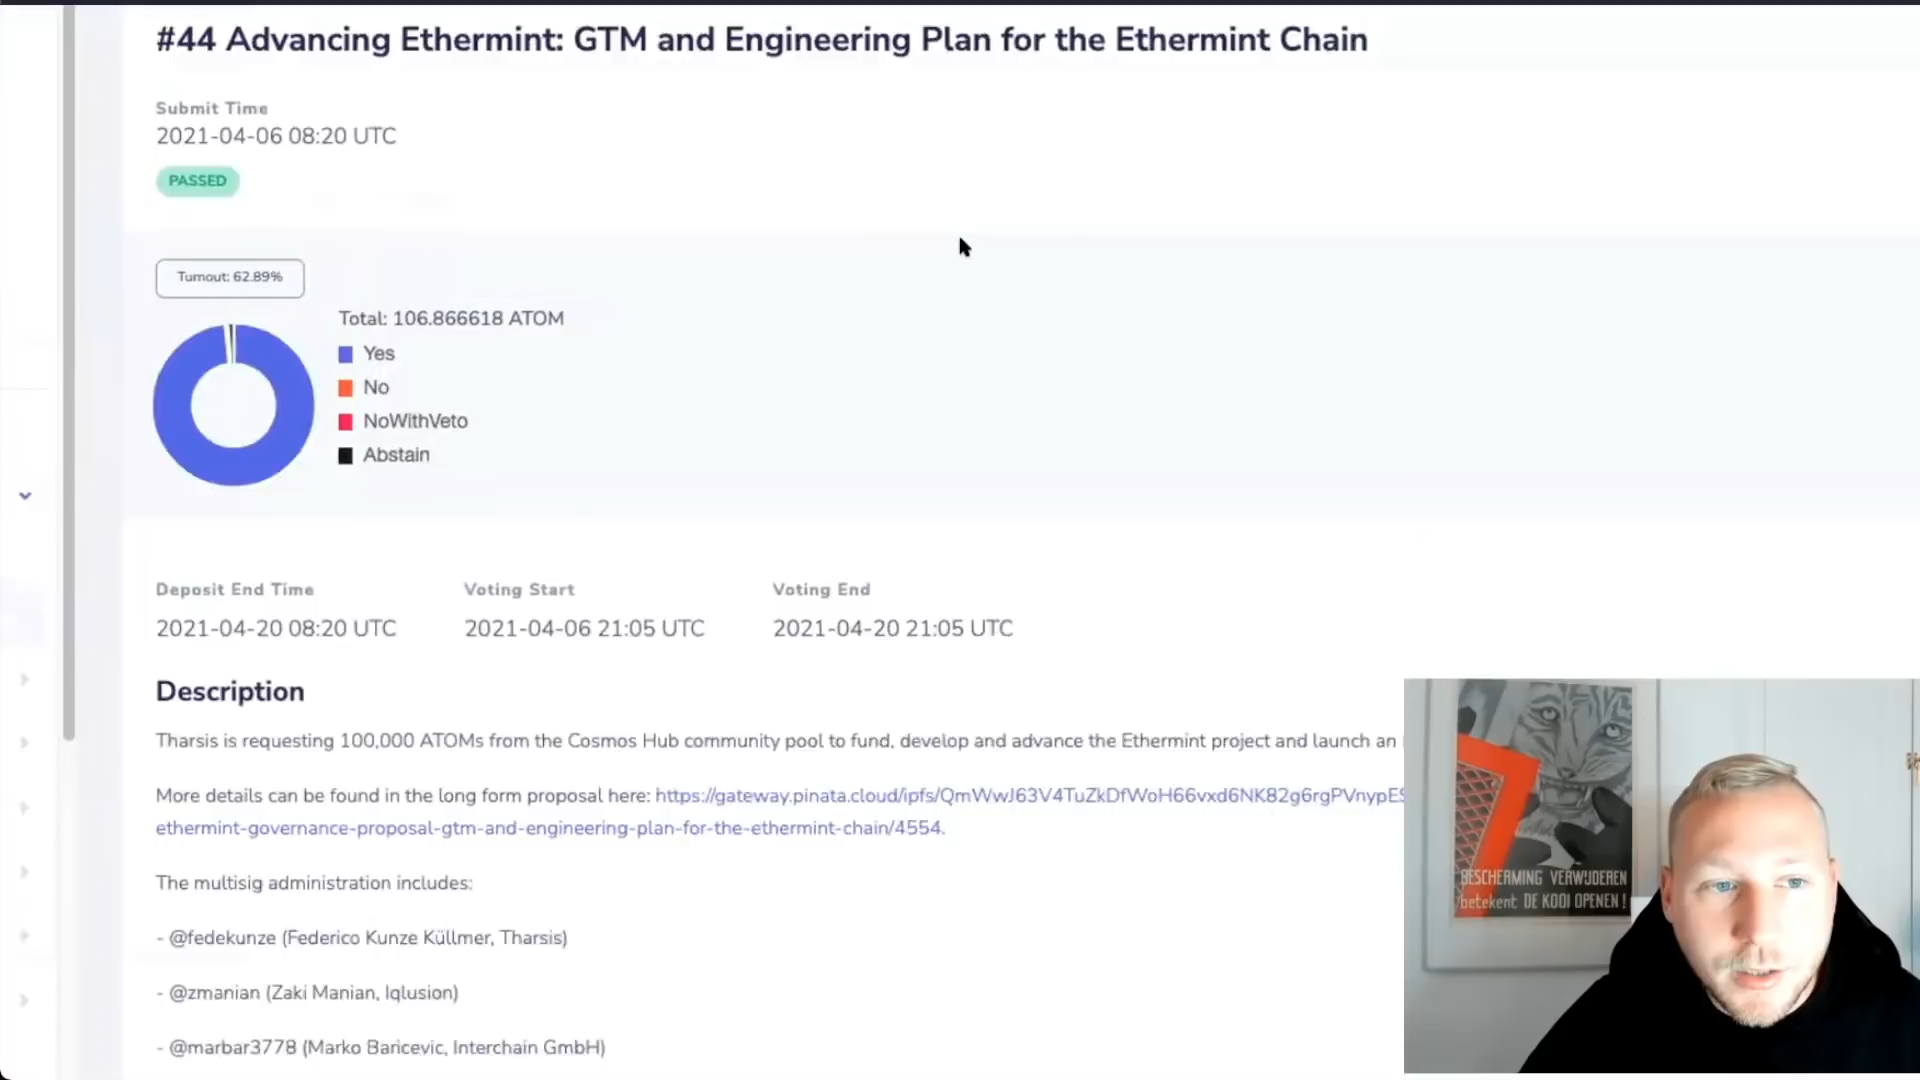 #44 Advancing Ethermint: GTM and Engineering Plan for the Ethermint Chain
Submit Time
2021-04-06 08:20 UTC
PASSED
Turnout: 62.89%
Total: 106.866618 ATOM
Yes
No
NoWithVeto
Abstain
Deposit End Time Voting Start Voting End
2021-04-20 08:20 UTC 2021-04-06 21:05 UTC 2021-04-20 21:05 UTC
Description
Tharsis is requesting 100,000 ATOMs from the Cosmos Hub community pool to fund, develop and advance the Ethermint project and launch an
More details can be found in the long form proposal here: https://gateway.pinata.cloud/ipfs/QmWwJ63V4TuZkDfWoH66vxd6NK82g6rgPVnypE
ethermint-governance-proposal-gtm-and-engineering-plan-for-the-ethermint-chain/4554.
The multisig administration includes:
- @fedekunze (Federico Kunze Küllmer, Tharsis)
- @zmanian (Zaki Manian, Iqlusion)
- @marbar3778 (Marko Baricevic, Interchain GmbH)
BESCHERMING VERWIJDEREN
betekent DE KOOI OPENEN!